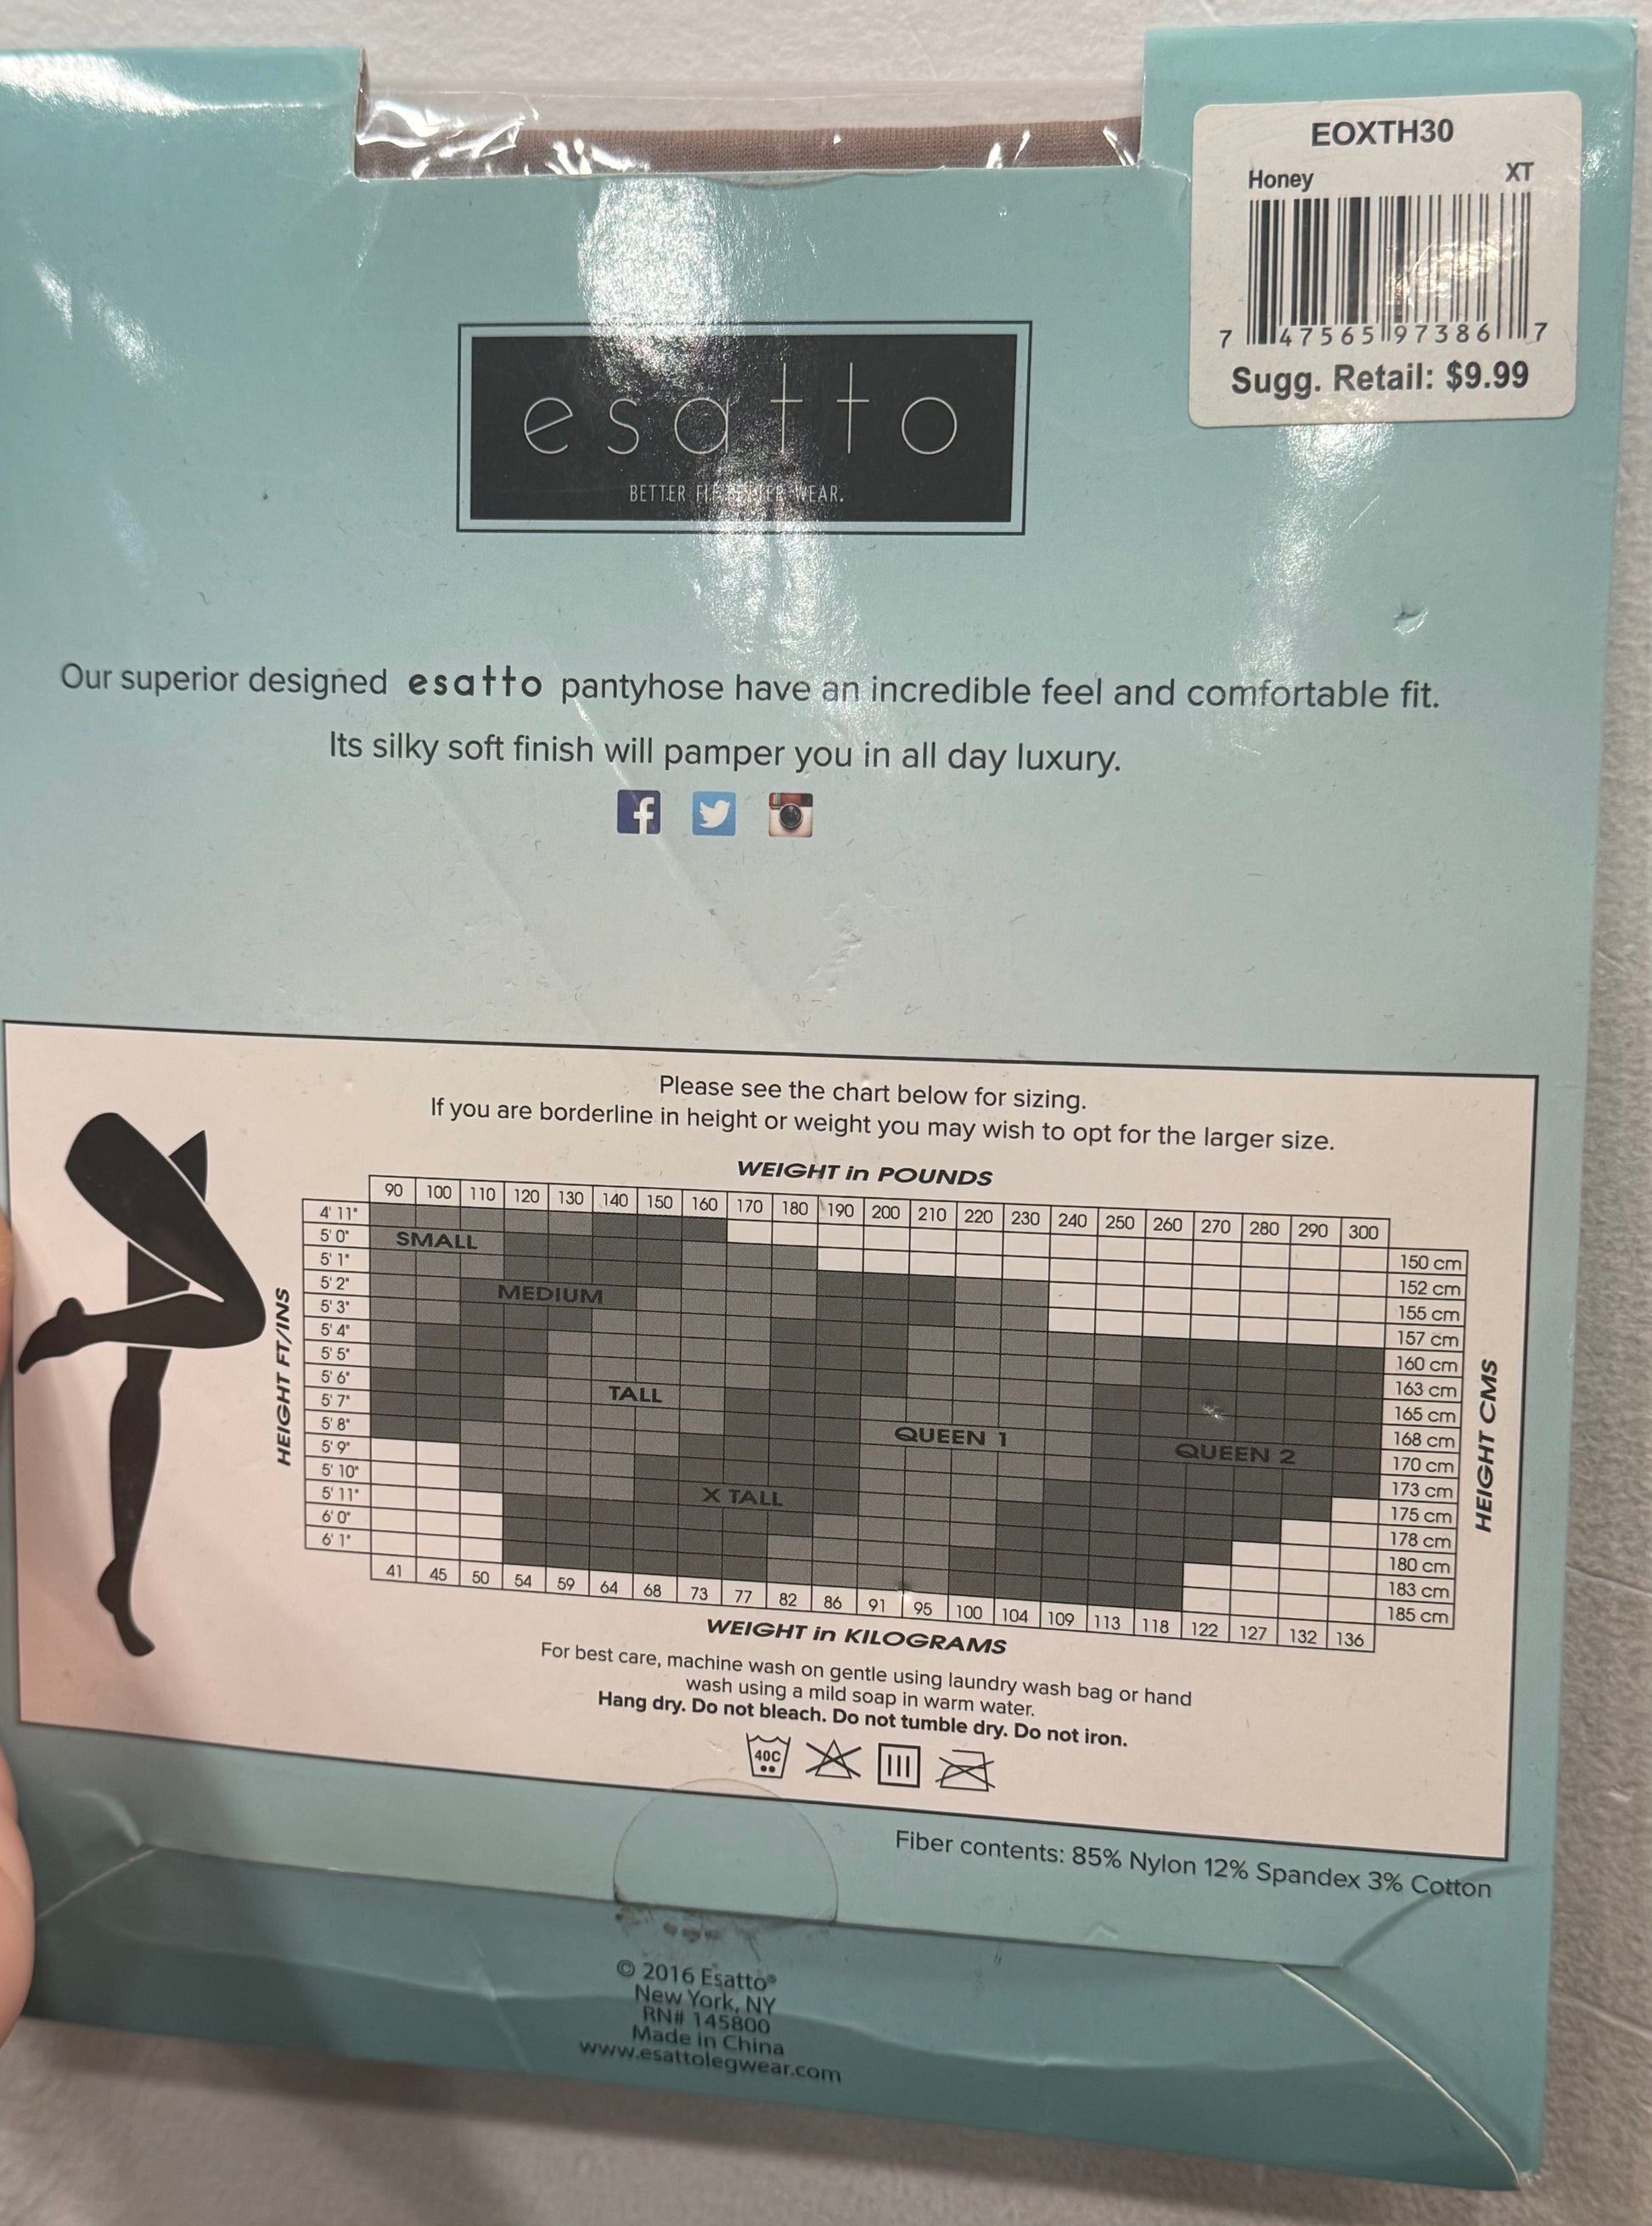 EOXTH30
Honey XT
7 47565 97386 7
Sugg. Retail: $9.99
esatto
BETTER FIT. BETTER WEAR.
Our superior designed esatto pantyhose have an incredible feel and comfortable fit.
Its silky soft finish will pamper you in all day luxury.
Please see the chart below for sizing.
If you are borderline in height or weight you may wish to opt for the larger size.
WEIGHT in POUNDS
90 100 110 120 130 140 150 160 170 180 190 200 210 220 230 240 250 260 270 280 290 300
HEIGHT FT/INS
4' 11"
5' 0"
5' 1"
5' 2"
5' 3"
5' 4"
5' 5"
5' 6"
5' 7"
5' 8"
5' 9"
5' 10"
5' 11"
6' 0"
6' 1"
SMALL
MEDIUM
TALL
X TALL
QUEEN 1
QUEEN 2
150 cm
152 cm
155 cm
157 cm
160 cm
163 cm
165 cm
168 cm
170 cm
173 cm
175 cm
178 cm
180 cm
183 cm
185 cm
HEIGHT CMS
41 45 50 54 59 64 68 73 77 82 86 91 95 100 104 109 113 118 122 127 132 136
WEIGHT in KILOGRAMS
For best care, machine wash on gentle using laundry wash bag or hand
wash using a mild soap in warm water.
Hang dry. Do not bleach. Do not tumble dry. Do not iron.
40C
Fiber contents: 85% Nylon 12% Spandex 3% Cotton
© 2016 Esatto®
New York, NY
RN# 145800
Made in China
www.esattolegwear.com